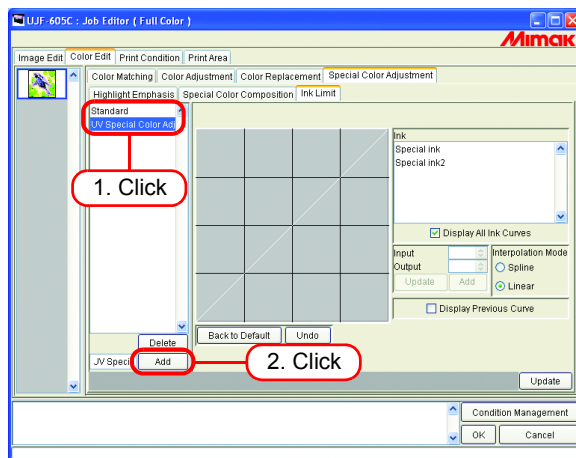 UJF-605C : Job Editor ( Full Color )
Mimaki
Image Edit Color Edit Print Condition Print Area
Color Matching Color Adjustment Color Replacement Special Color Adjustment
Highlight Emphasis Special Color Composition Ink Limit
Standard
UV Special Color Adj
1. Click
Ink
Special ink
Special ink2
Display All Ink Curves
Input
Output
Update Add
Interpolation Mode
Spline
Linear
Display Previous Curve
Back to Default Undo
Delete
JV Speci Add
2. Click
Update
Condition Management
OK Cancel